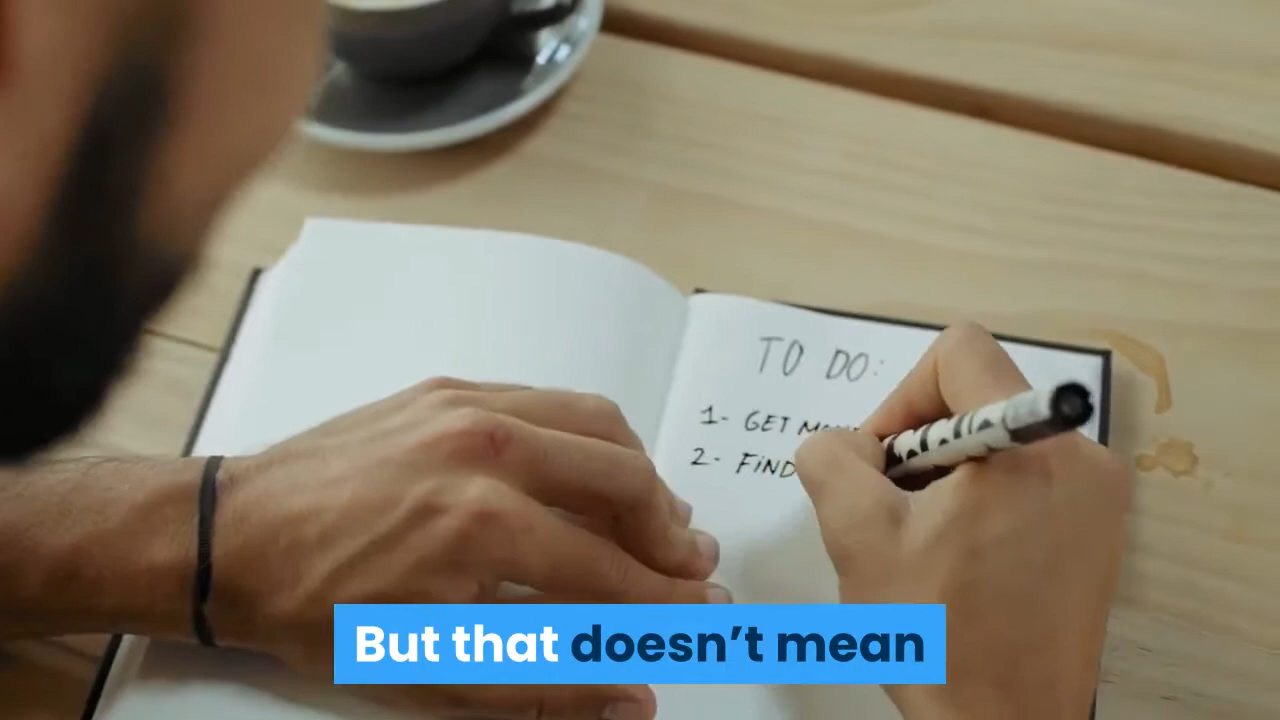 TO DO:
1- GET
2- FIND
But that doesn't mean